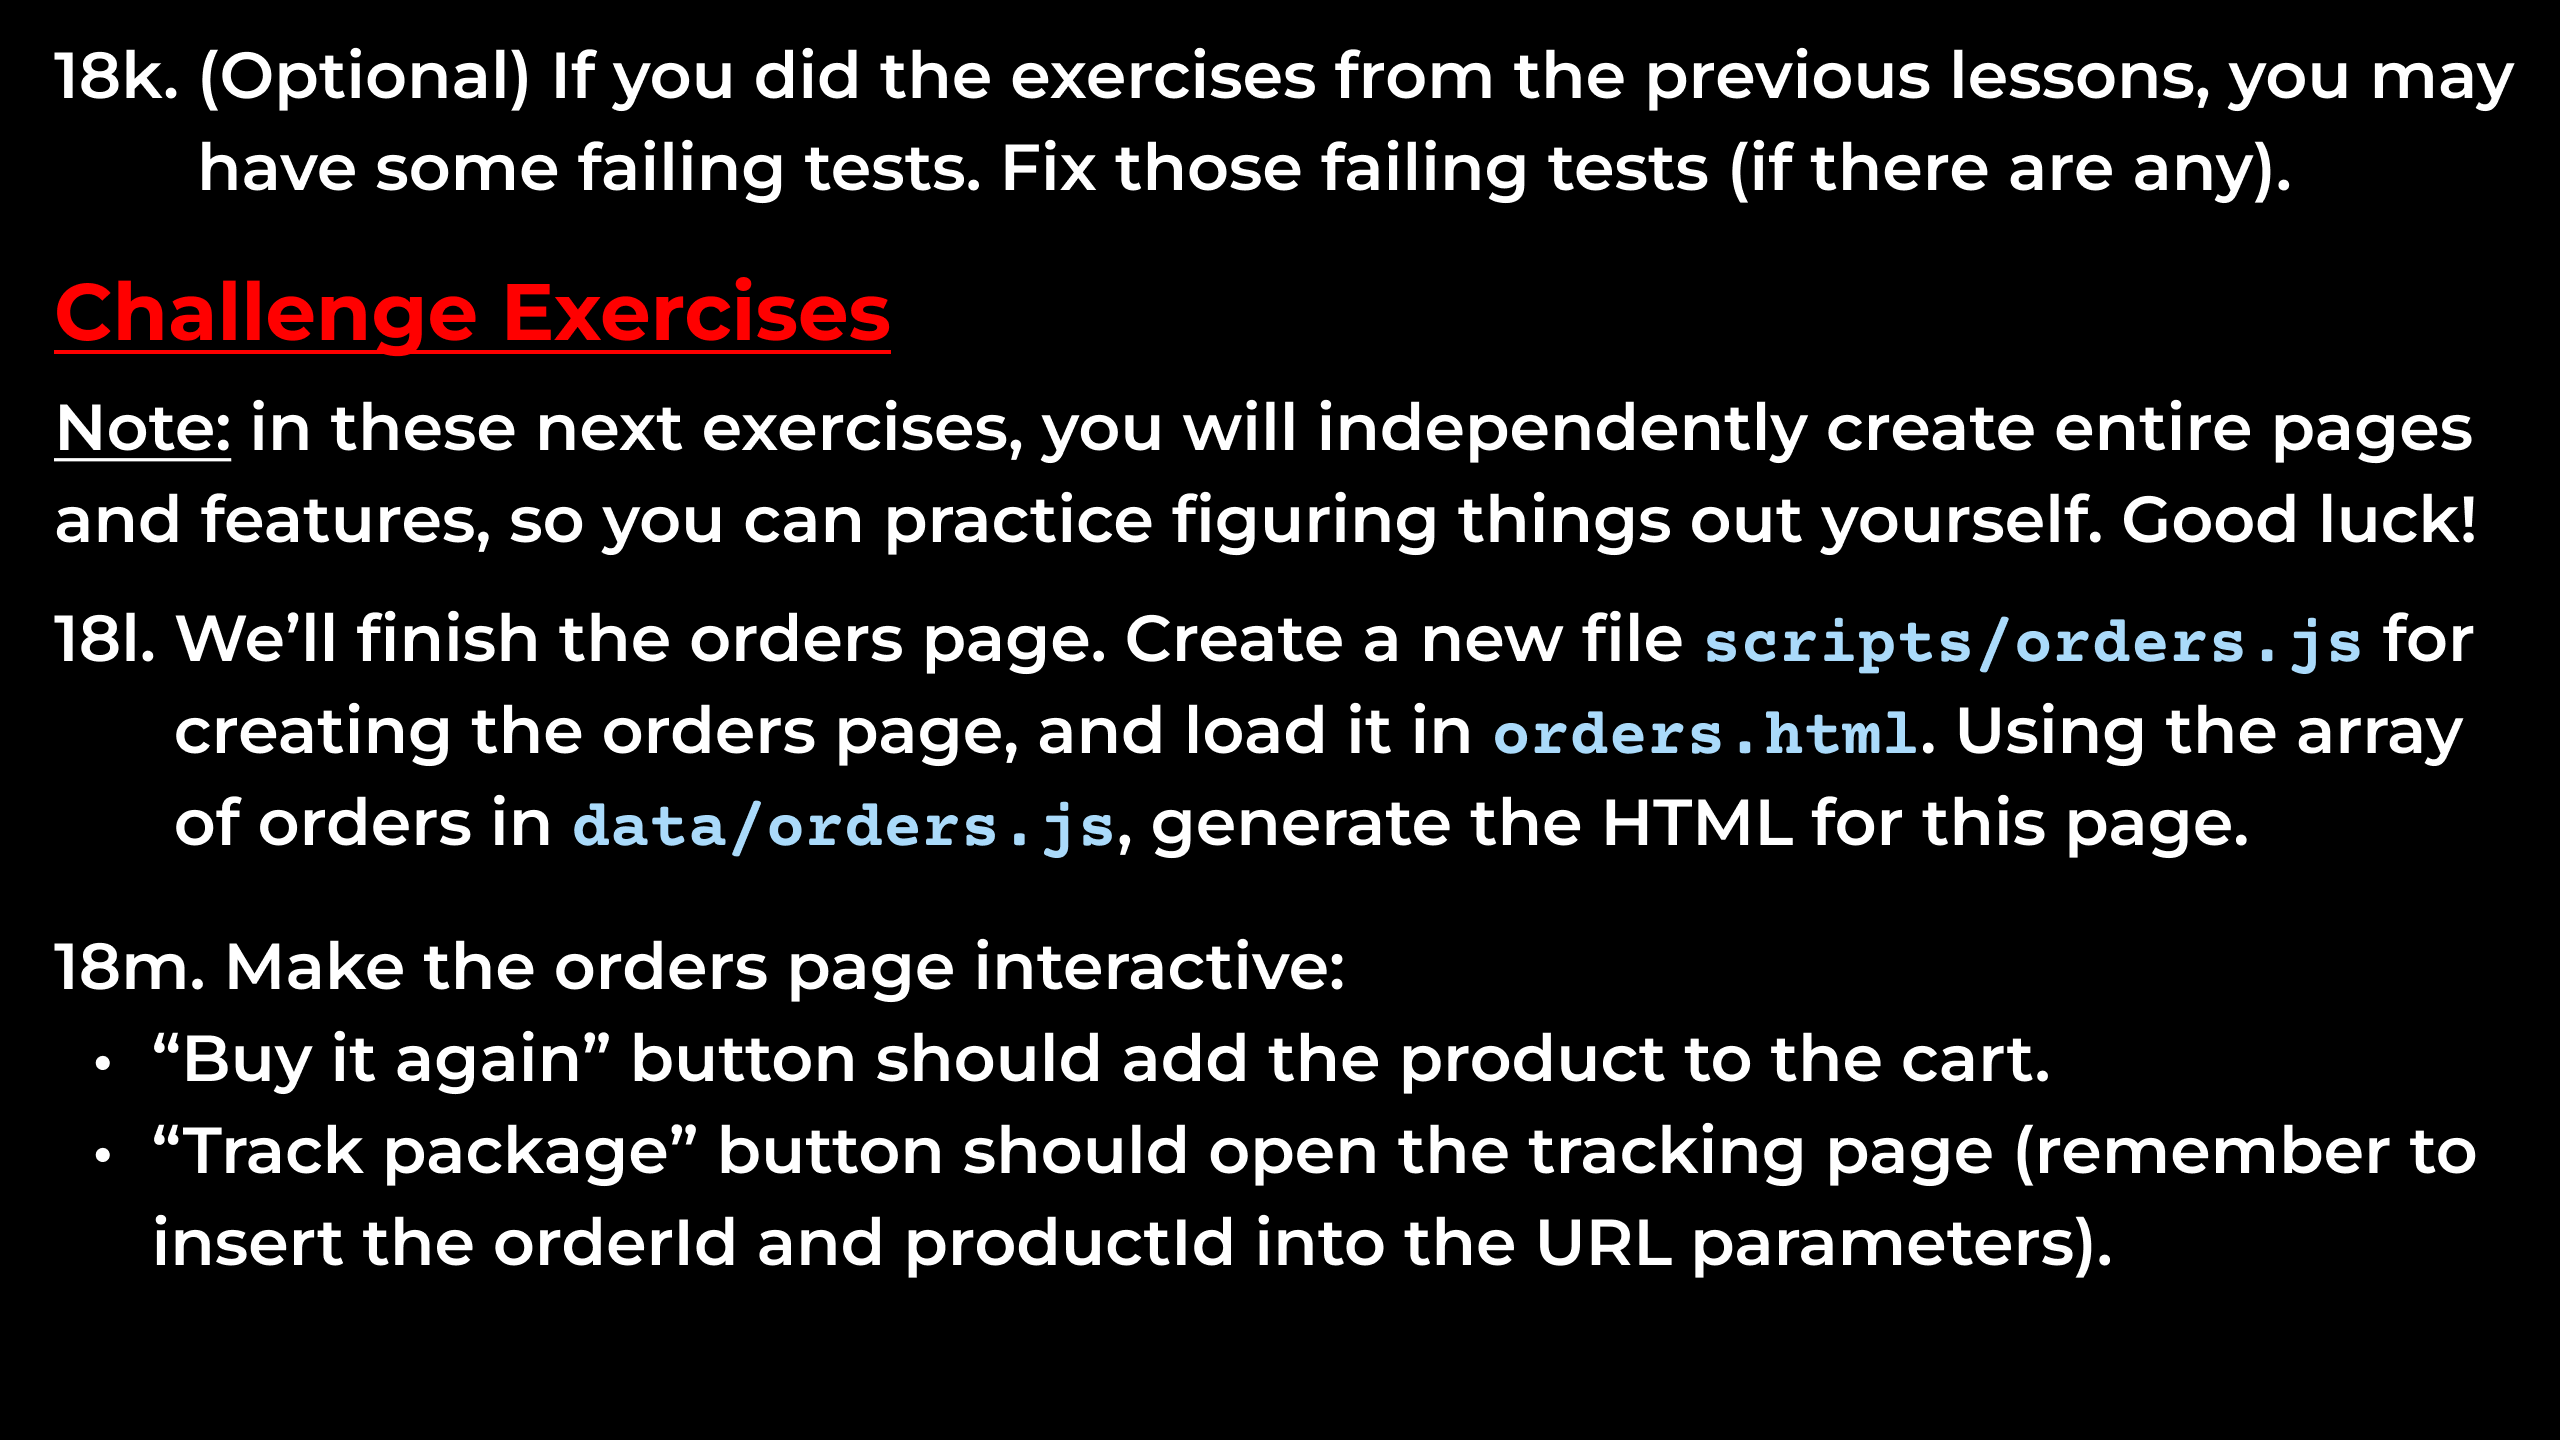 18k. (Optional) If you did the exercises from the previous lessons, you may
have some failing tests. Fix those failing tests (if there are any).
Challenge Exercises
Note: in these next exercises, you will independently create entire pages
and features, so you can practice figuring things out yourself. Good luck!
18l. We’ll finish the orders page. Create a new file scripts/orders.js for
creating the orders page, and load it in orders.html. Using the array
of orders in data/orders.js, generate the HTML for this page.
18m. Make the orders page interactive:
• “Buy it again” button should add the product to the cart.
• “Track package” button should open the tracking page (remember to
insert the orderId and productId into the URL parameters).